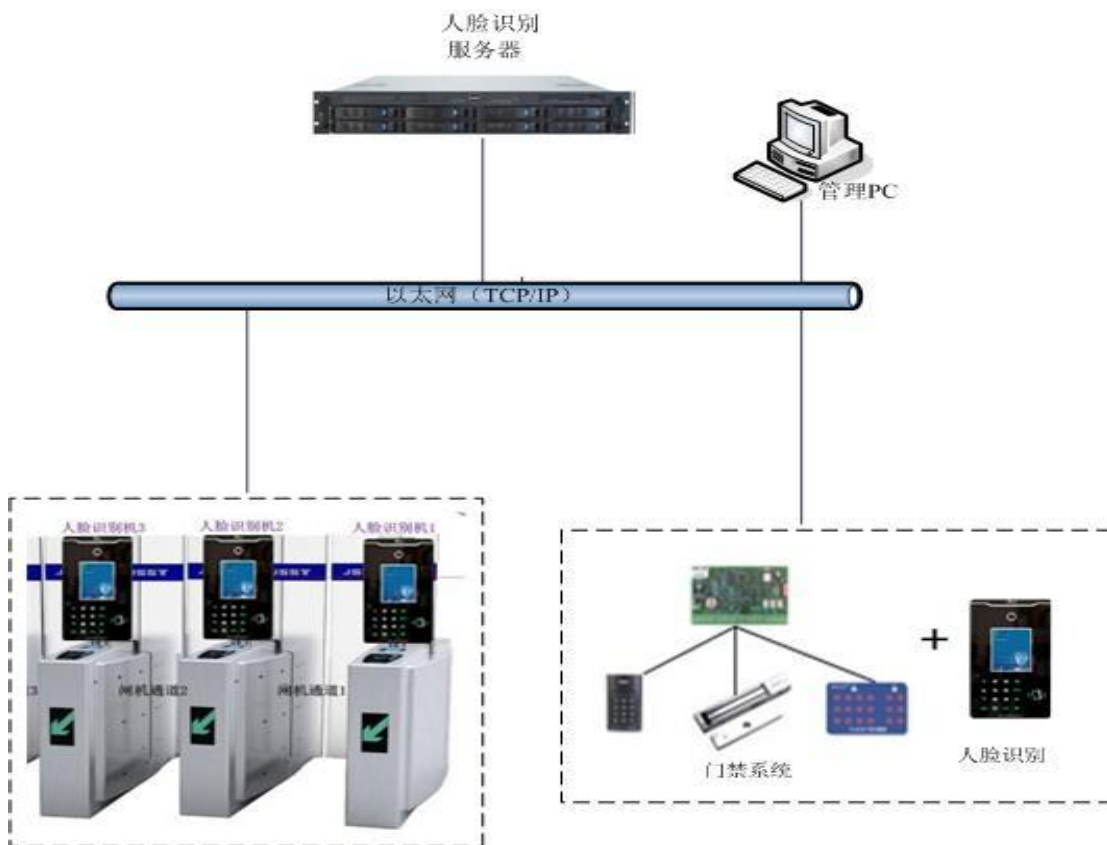 人脸识别
服务器
管理PC
以太网（TCP/IP）
人脸识别机3
人脸识别机2
人脸识别机1
闸机通道2
闸机通道1
门禁系统
人脸识别